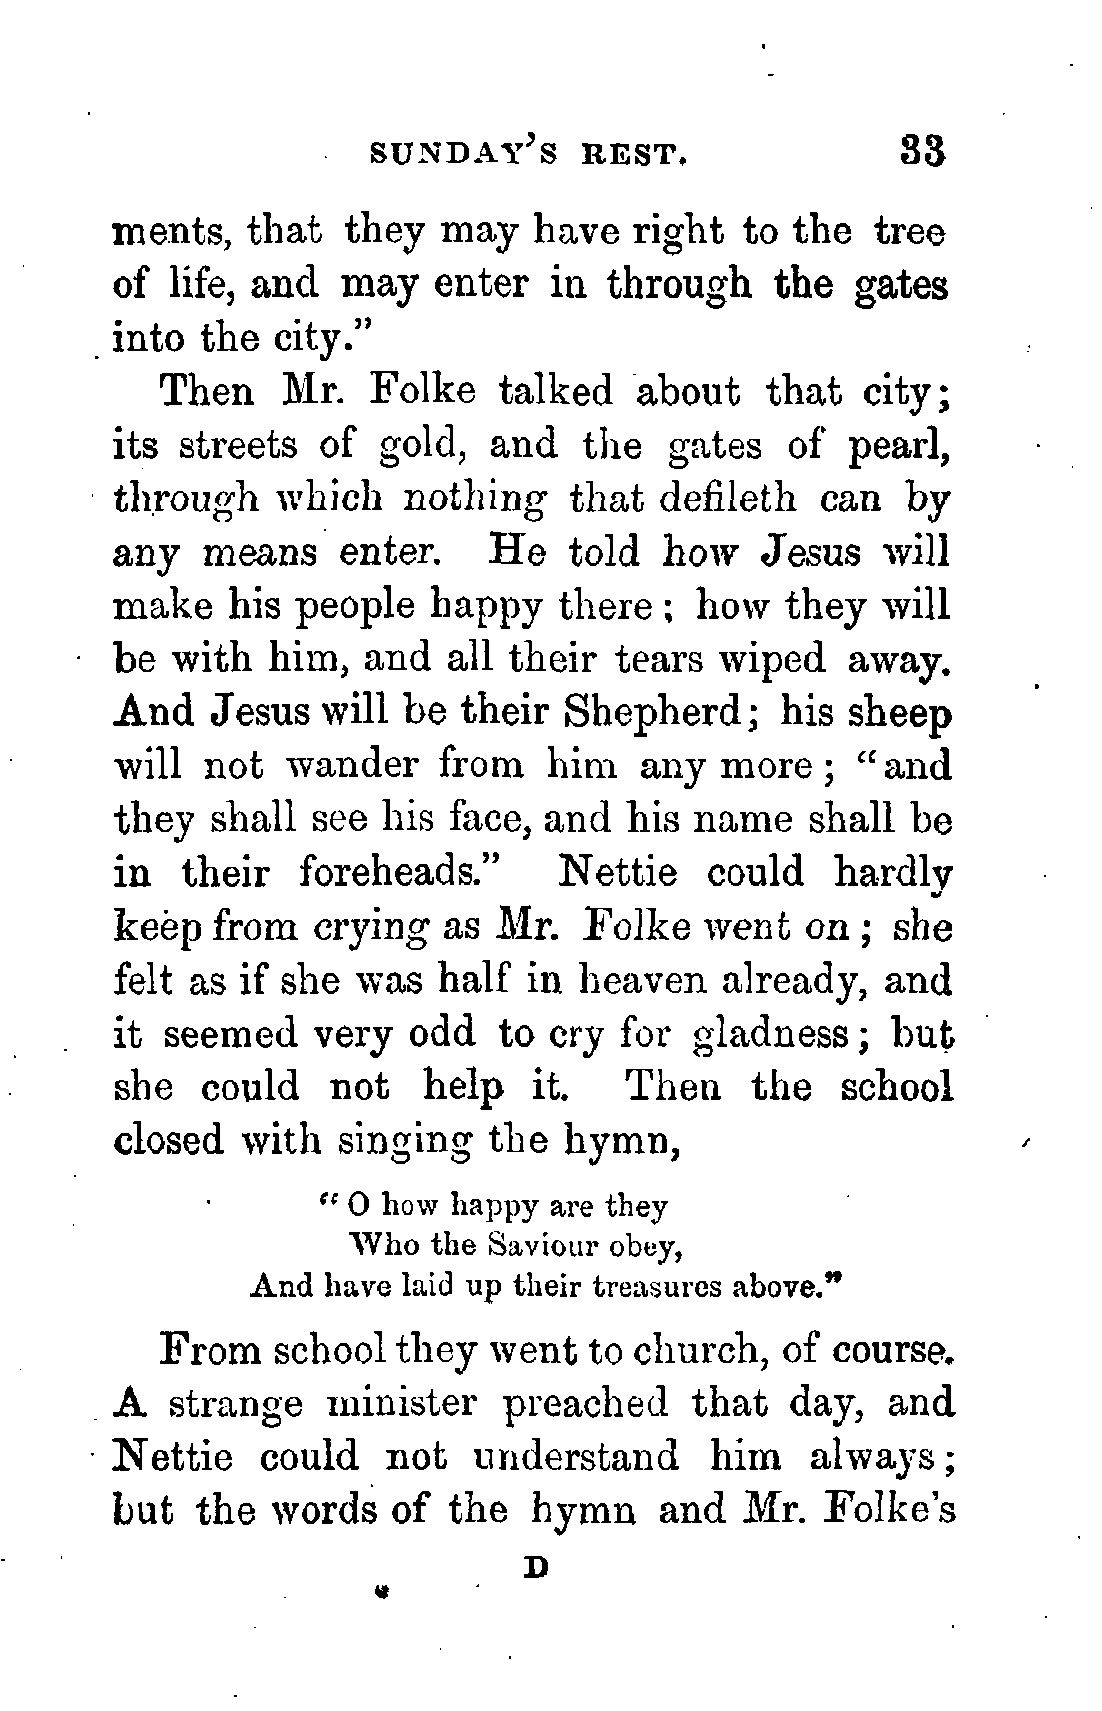 SUNDAY'S REST. 33
ments, that they may have right to the tree
of life, and may enter in through the gates
into the city."
Then Mr. Folke talked about that city;
its streets of gold, and the gates of pearl,
through which nothing that defileth can by
any means enter. He told how Jesus will
make his people happy there; how they will
be with him, and all their tears wiped away.
And Jesus will be their Shepherd; his sheep
will not wander from him any more; "and
they shall see his face, and his name shall be
in their foreheads." Nettie could hardly
keep from crying as Mr. Folke went on; she
felt as if she was half in heaven already, and
it seemed very odd to cry for gladness; but
she could not help it. Then the school
closed with singing the hymn,
"O how happy are they
Who the Saviour obey,
And have laid up their treasures above."
From school they went to church, of course.
A strange minister preached that day, and
Nettie could not understand him always;
but the words of the hymn and Mr. Folke's
D